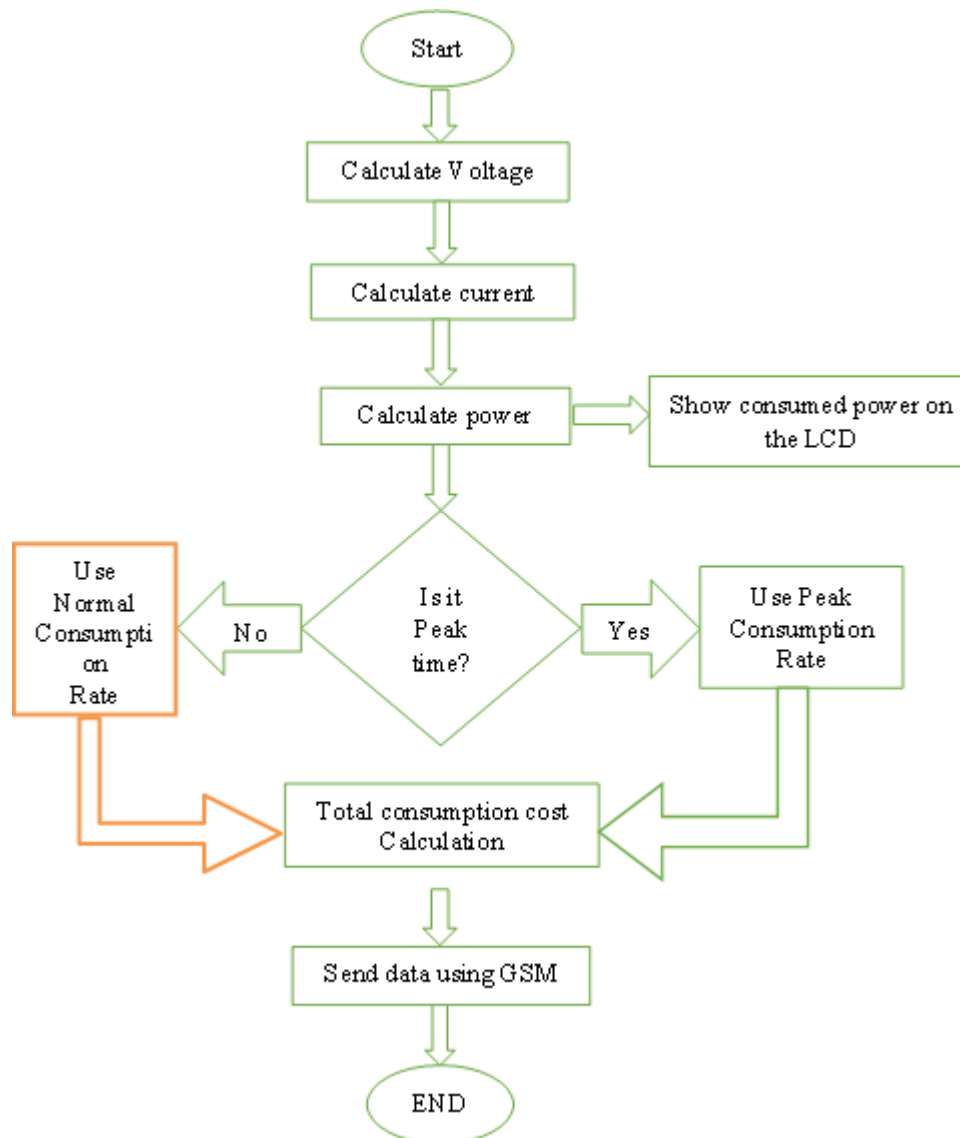 Start
Calculate Voltage
Calculate current
Calculate power
Show consumed power on
the LCD
Is it
Peak
time?
No
Yes
Use
Normal
Consumpti
on
Rate
Use Peak
Consumption
Rate
Total consumption cost
Calculation
Send data using GSM
END